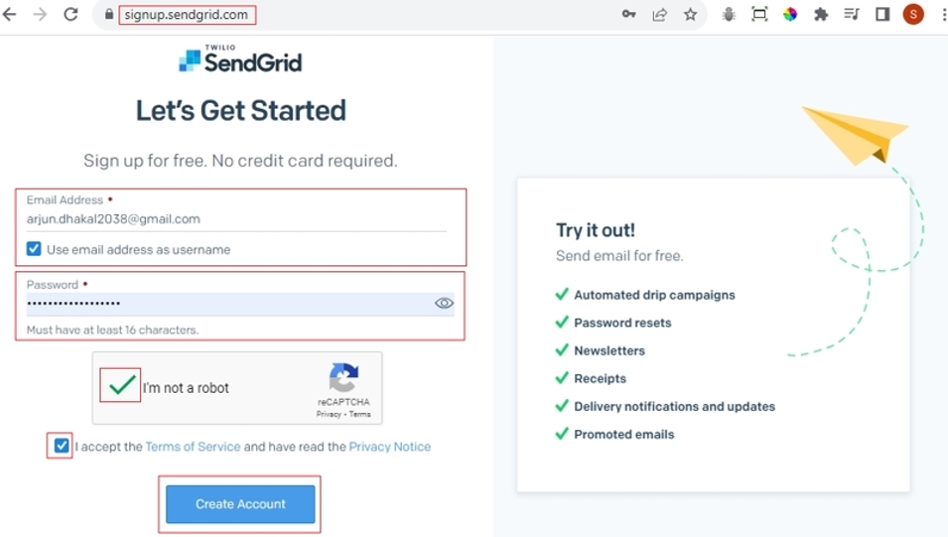 signup.sendgrid.com
S
TWILIO
SendGrid
Let's Get Started
Sign up for free. No credit card required.
Email Address •
arjun.dhakal2038@gmail.com
Use email address as username
Password •
••••••••••••••••••
Must have at least 16 characters.
I'm not a robot
reCAPTCHA
Privacy • Terms
I accept the Terms of Service and have read the Privacy Notice
Create Account
Try it out!
Send email for free.
Automated drip campaigns
Password resets
Newsletters
Receipts
Delivery notifications and updates
Promoted emails